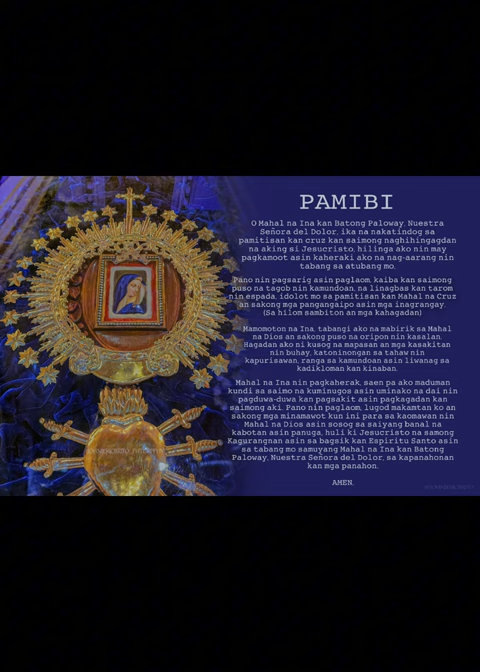 PAMIBI
O Mahal na Ina kan Batong Paloway, Nuestra
Señora del Dolor, ika na nakatindog sa
pamitisan kan cruz kan saimong naghihingagdan
na aking si Jesucristo, hilinga ako nin may
pagkamoot asin kaheraki ako na nag-aarang nin
tabang sa atubang mo.
Pano nin pagsarig asin paglaom, kaiba kan saimong
puso na tagob nin kamundoan, na linagbas kan tarom
nin espada, idolot mo sa pamitisan kan Mahal na Cruz
an sakong mga pangangaipo asin mga inagrangay.
(Sa hilom sambiton an mga kahagadan)
Mamomoton na Ina, tabangi ako na mabirik sa Mahal
na Dios an sakong puso na oripon nin kasalan.
Hagadan ako ni kusog na mapasan an mga kasakitan
nin buhay, katoninongan sa tahaw nin
kapurisawan, ranga sa kamundoan asin liwanag sa
kadikloman kan kinaban.
Mahal na Ina nin pagkaherak, saen pa ako maduman
kundi sa saimo na kuminugos asin uminako na dai nin
pagduwa-duwa kan pagsakit asin pagkagadan kan
saimong aki. Pano nin paglaom, lugod makamtan ko an
sakong mga minamawot kun ini para sa kaomawan nin
Mahal na Dios asin sosog sa saiyang banal na
kabotan asin panuga, huli ki Jesucristo na samong
Kagurangnan asin sa bagsik kan Espiritu Santo asin
sa tabang mo samuyang Mahal na Ina kan Batong
Paloway, Nuestra Señora del Dolor, sa kapanahonan
kan mga panahon.
AMEN.